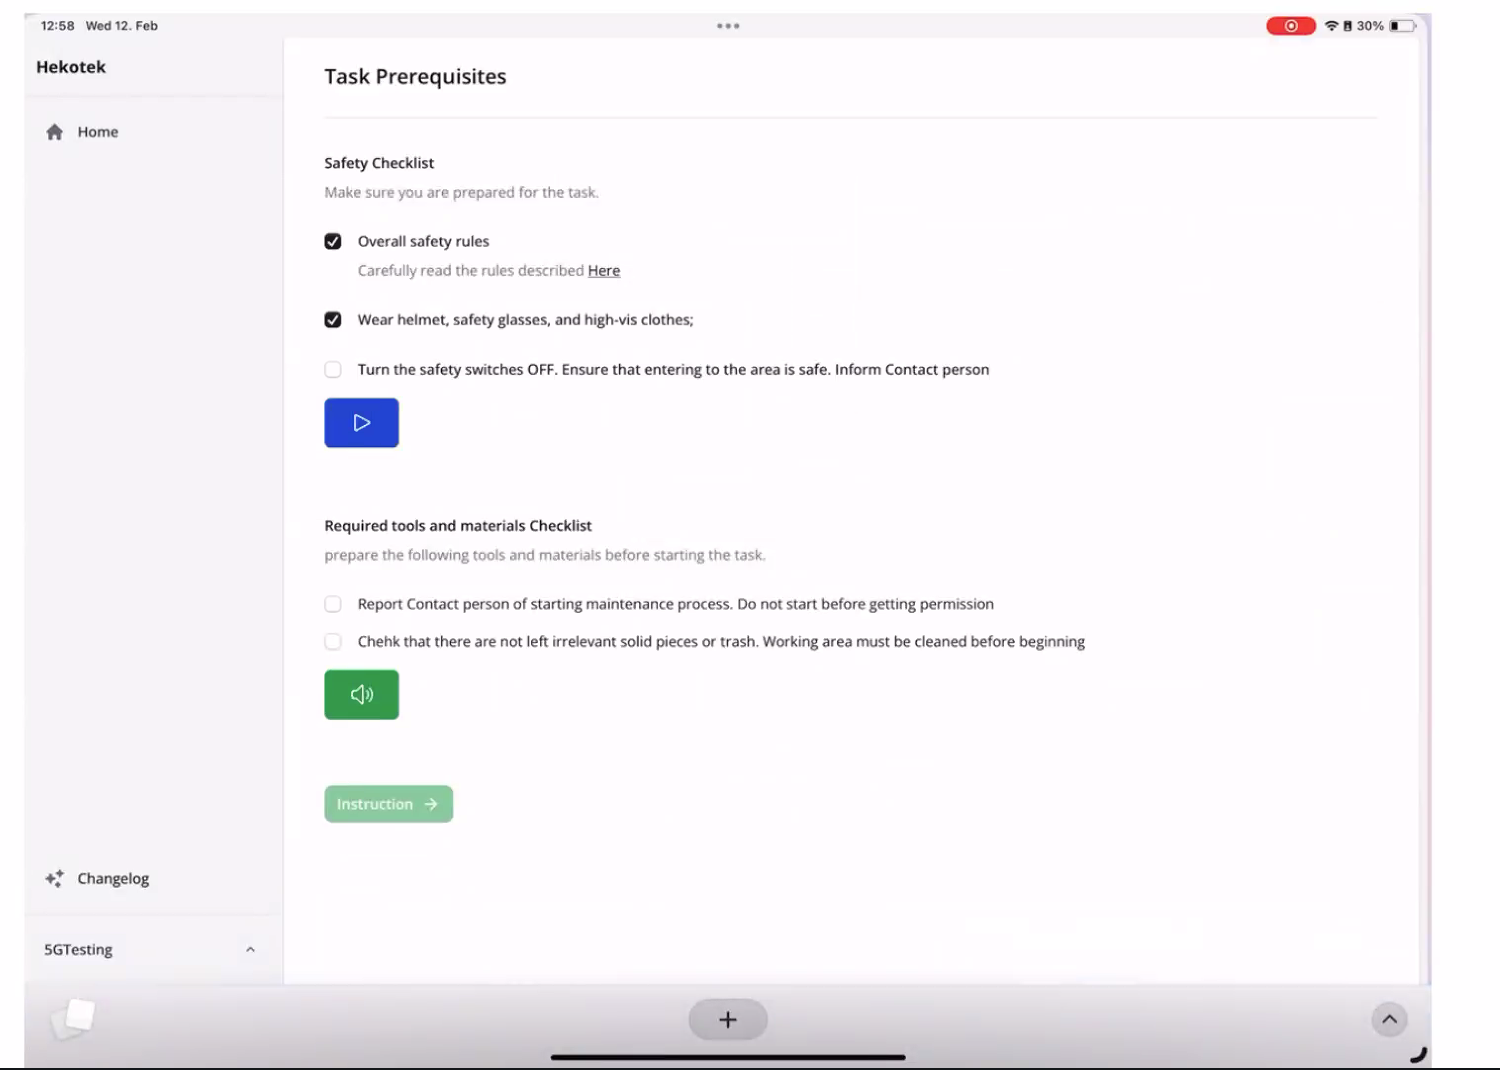 12:58 Wed 12. Feb
30%
Hekotek
Home
Task Prerequisites
Safety Checklist
Make sure you are prepared for the task.
Overall safety rules
Carefully read the rules described Here
Wear helmet, safety glasses, and high-vis clothes;
Turn the safety switches OFF. Ensure that entering to the area is safe. Inform Contact person
Required tools and materials Checklist
prepare the following tools and materials before starting the task.
Report Contact person of starting maintenance process. Do not start before getting permission
Chehk that there are not left irrelevant solid pieces or trash. Working area must be cleaned before beginning
Instruction
Changelog
5GTesting